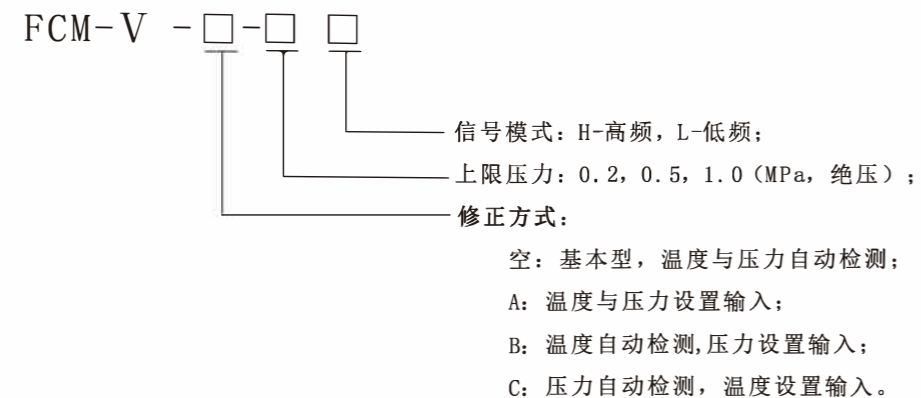 FCM-V -□-□ □
信号模式：H-高频，L-低频；
上限压力：0.2，0.5，1.0（MPa，绝压）；
修正方式：
空：基本型，温度与压力自动检测；
A：温度与压力设置输入；
B：温度自动检测,压力设置输入；
C：压力自动检测，温度设置输入。